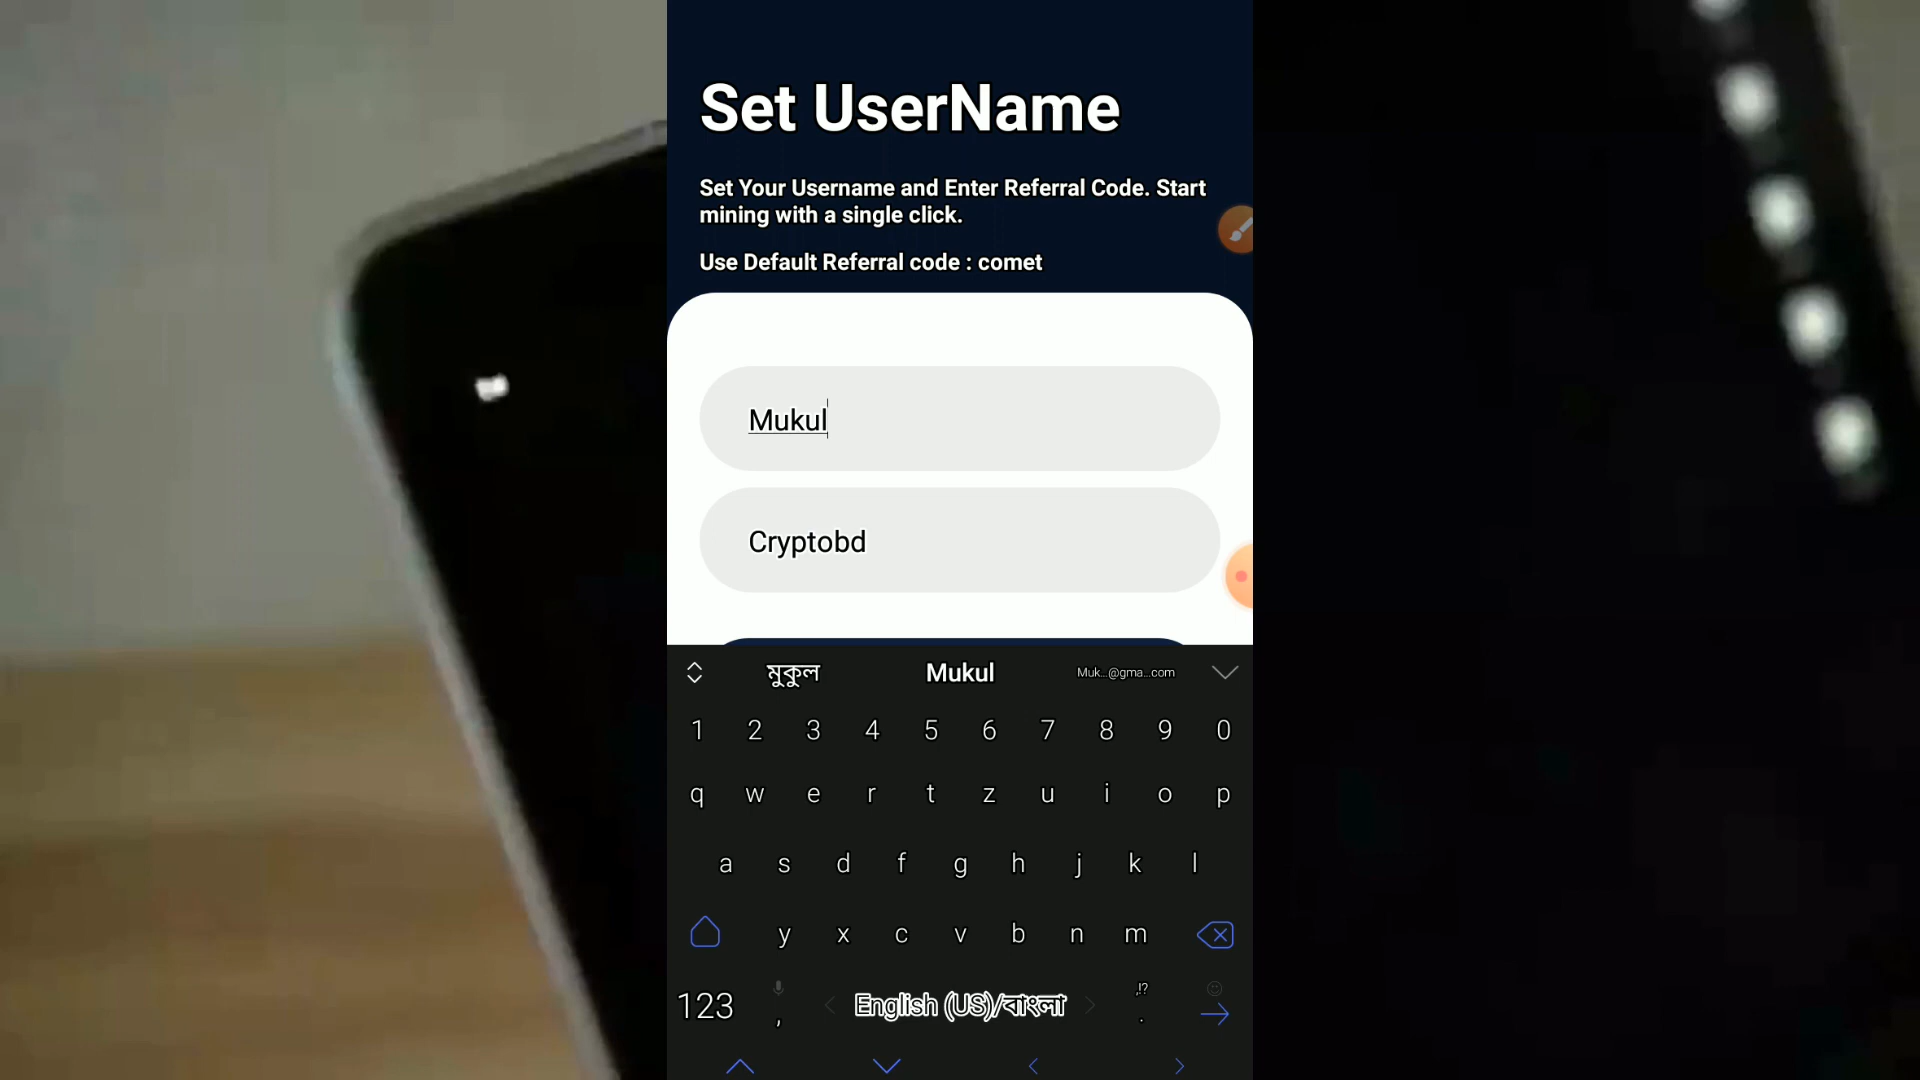 Set UserName
Set Your Username and Enter Referral Code. Start
mining with a single click.
Use Default Referral code : comet
Mukul
Cryptobd
মুকুল Mukul Muk...@gma...com
1 2 3 4 5 6 7 8 9 0
q w e r t z u i o p
a s d f g h j k l
y x c v b n m
123 , English (US)/বাংলা ,!? .